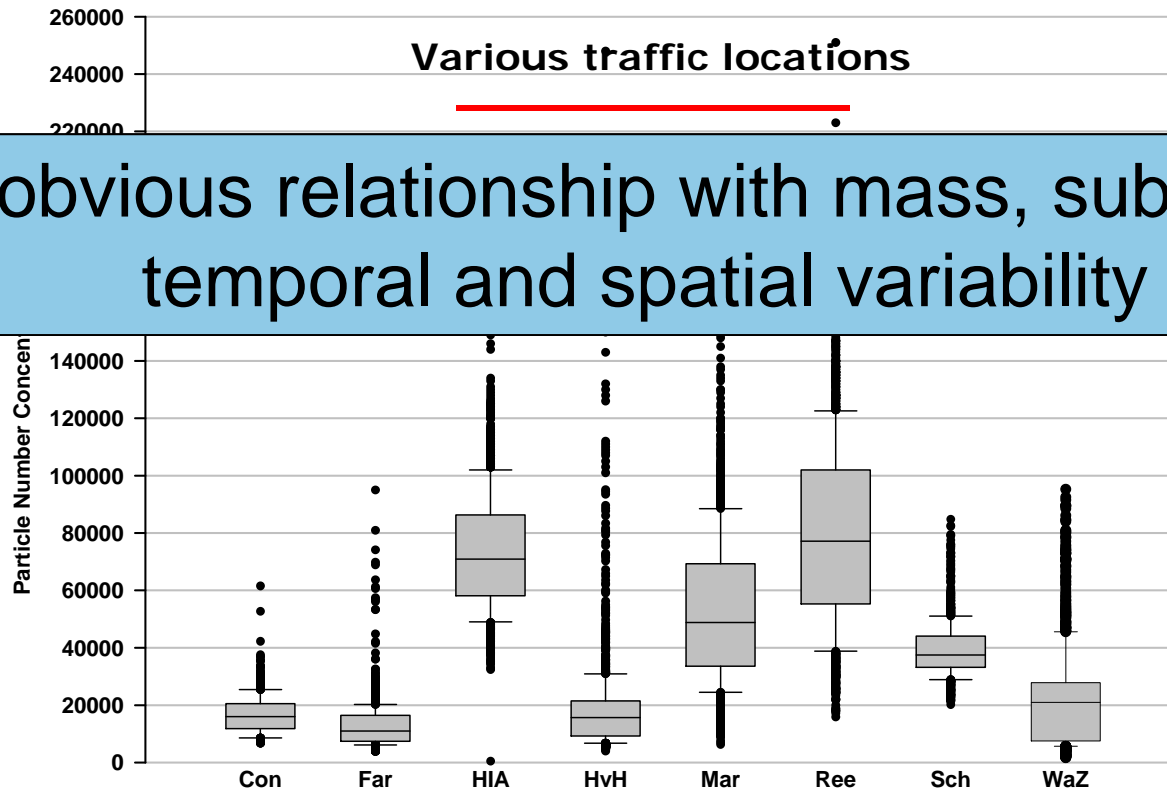 260000
Various traffic locations
240000
220000
obvious relationship with mass, sub
temporal and spatial variability
Particle Number Concen
140000
120000
100000
80000
60000
40000
20000
0
Con Far HIA HvH Mar Ree Sch WaZ